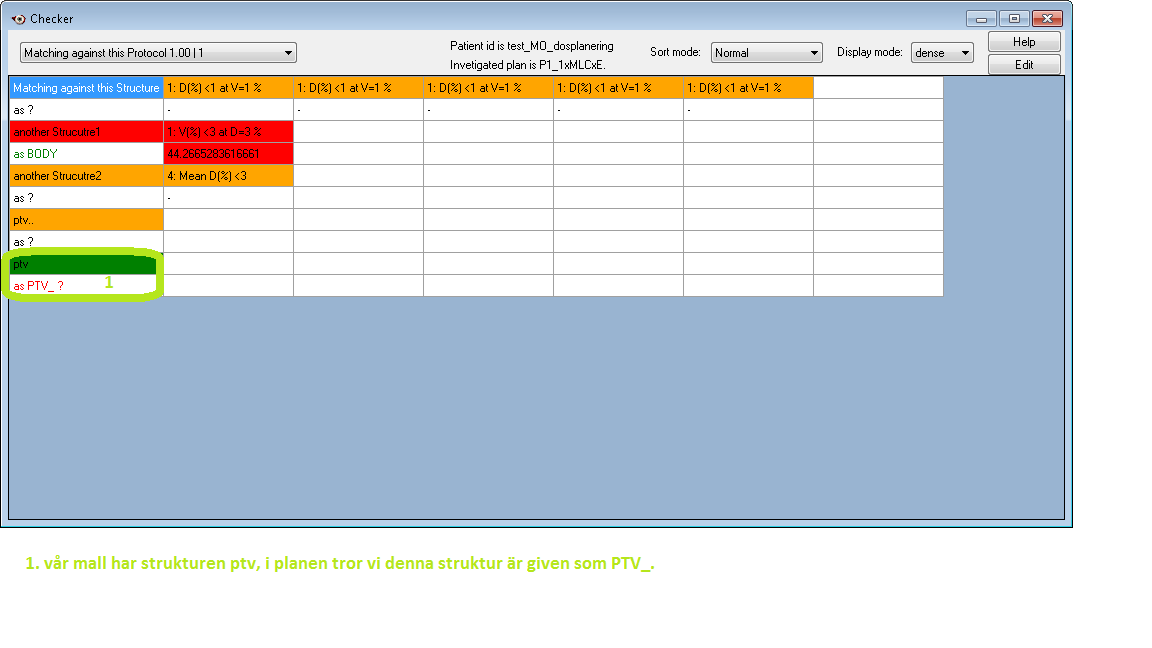 Checker
Matching against this Protocol 1.00 | 1
Patient id is test_MO_dosplanering
Invetigated plan is P1_1xMLCxE.
Sort mode: Normal
Display mode: dense
Help
Edit
Matching against this Structure 1: D(%) <1 at V=1 % 1: D(%) <1 at V=1 % 1: D(%) <1 at V=1 % 1: D(%) <1 at V=1 % 1: D(%) <1 at V=1 %
as ? - - - - -
another Strucutre1 1: V(%) <3 at D=3 %
as BODY 44.2665283616661
another Strucutre2 4: Mean D(%) <3
as ? -
ptv..
as ?
ptv
as PTV_ ? 1
1. vår mall har strukturen ptv, i planen tror vi denna struktur är given som PTV_.